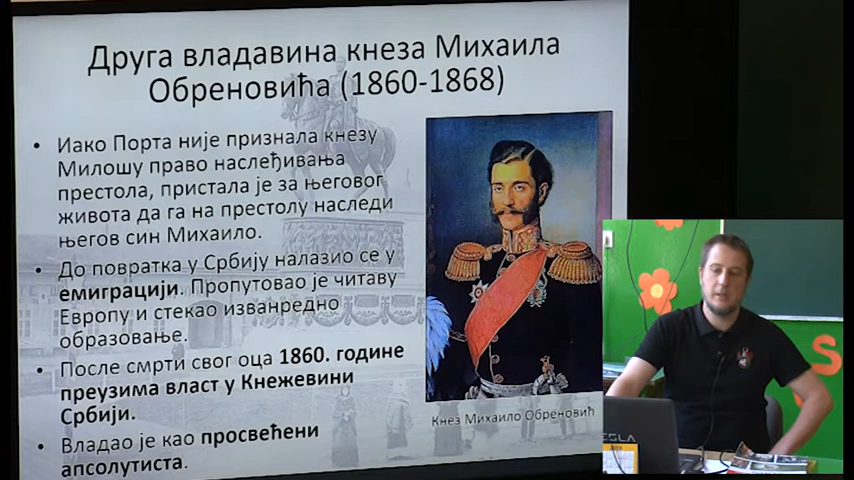 Друга владавина кнеза Михаила
Обреновића (1860-1868)
• Иако Порта није признала кнезу
Милошу право наслеђивања
престола, пристала је за његовог
живота да га на престолу наследи
његов син Михаило.
• До повратка у Србију налазио се у
емиграцији. Пропутовао је читаву
Европу и стекао изванредно
образовање.
• После смрти свог оца 1860. године
преузима власт у Кнежевини
Србији.
• Владао је као просвећени
апсолутиста.
Кнез Михаило Обреновић
S